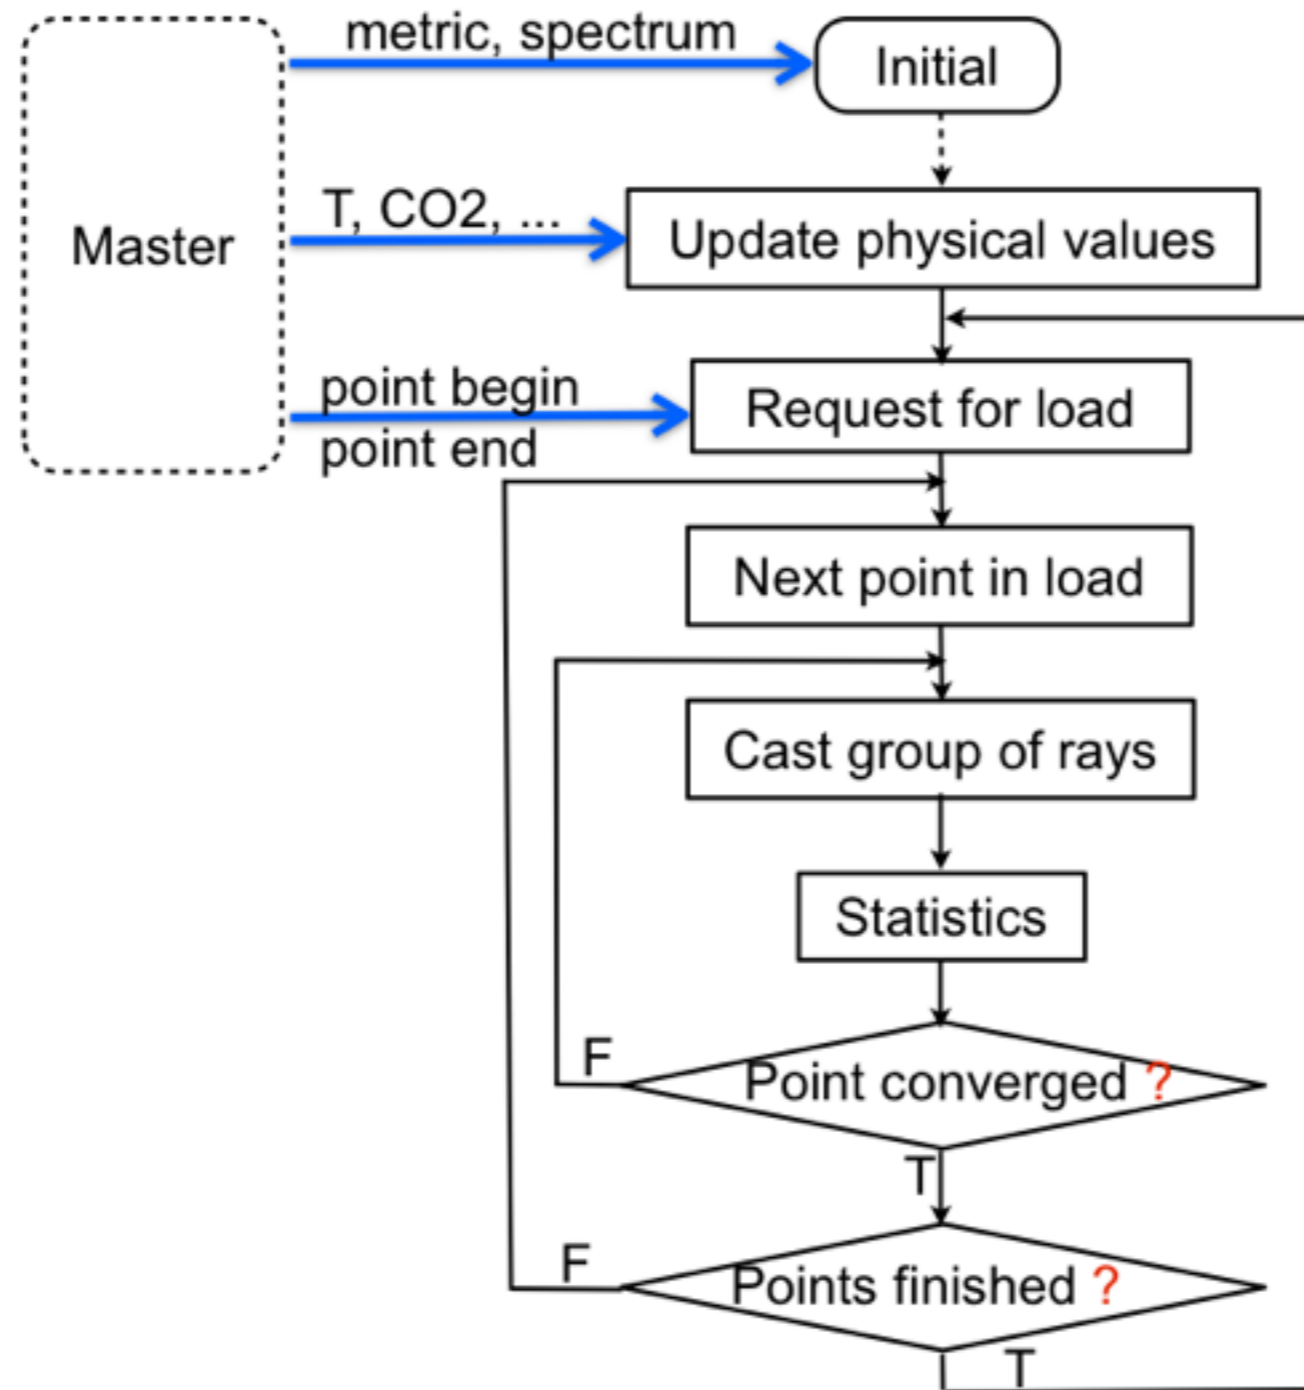 metric, spectrum
Initial
Master
T, CO2, ...
Update physical values
point begin
point end
Request for load
Next point in load
Cast group of rays
Statistics
F
Point converged ?
T
F
Points finished ?
T